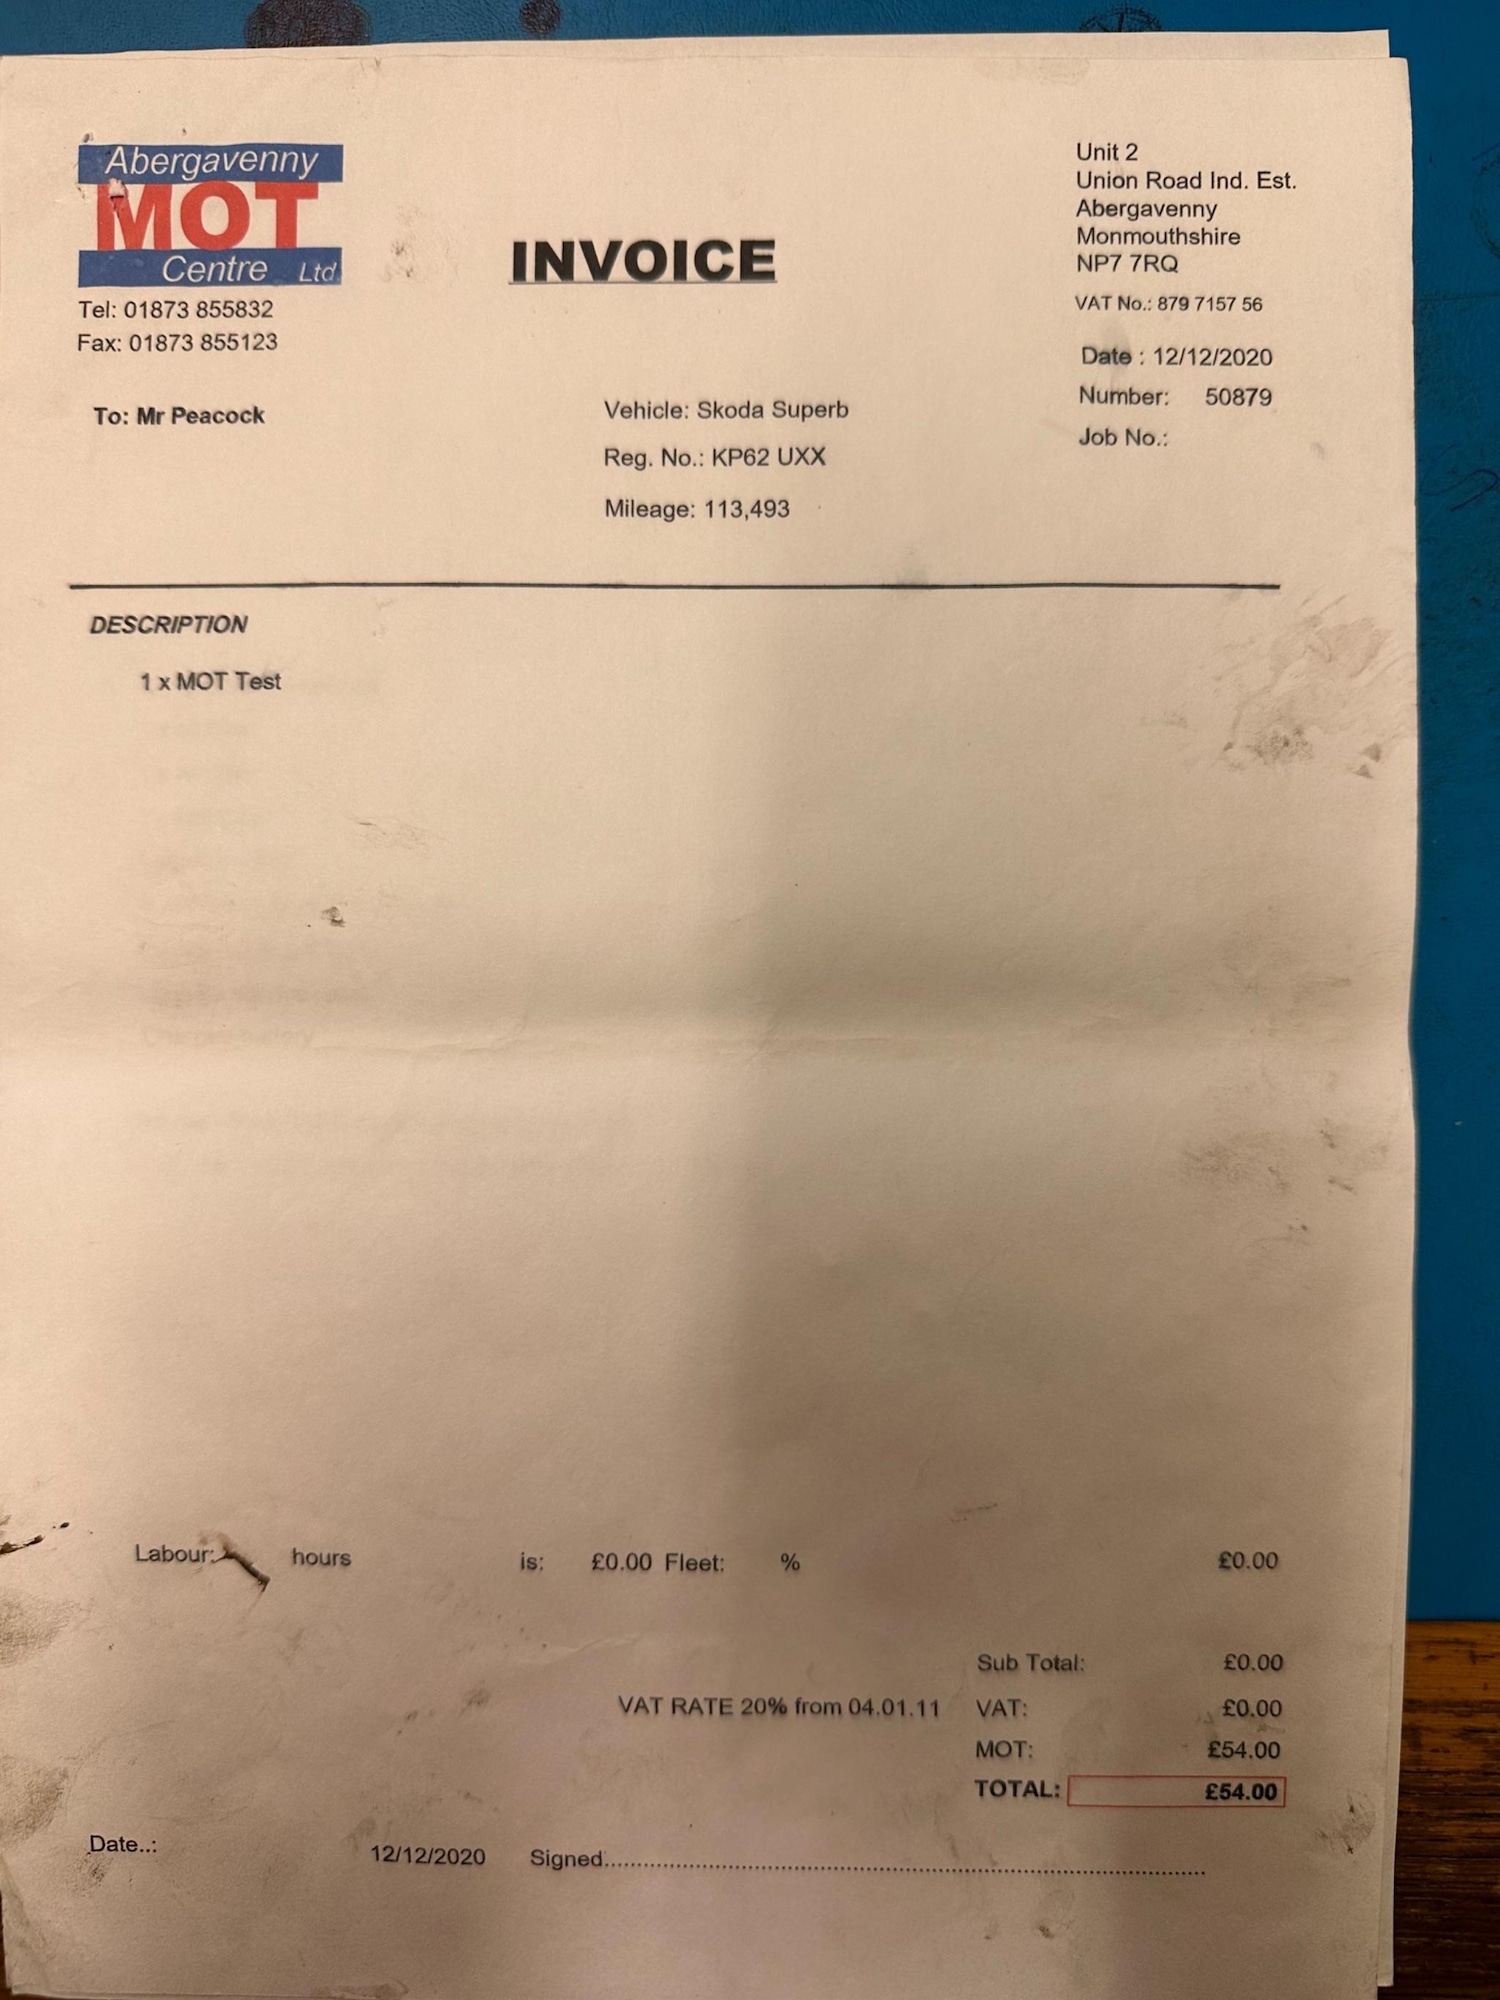 Abergavenny
MOT
Centre Ltd
Tel: 01873 855832
Fax: 01873 855123
INVOICE
Unit 2
Union Road Ind. Est.
Abergavenny
Monmouthshire
NP7 7RQ
VAT No.: 879 7157 56
Date : 12/12/2020
Number: 50879
Job No.:
To: Mr Peacock
Vehicle: Skoda Superb
Reg. No.: KP62 UXX
Mileage: 113,493
DESCRIPTION
1 x MOT Test
Labour: hours is: £0.00 Fleet: % £0.00
Sub Total: £0.00
VAT RATE 20% from 04.01.11 VAT: £0.00
MOT: £54.00
TOTAL: £54.00
Date..: 12/12/2020 Signed..........................................................................................